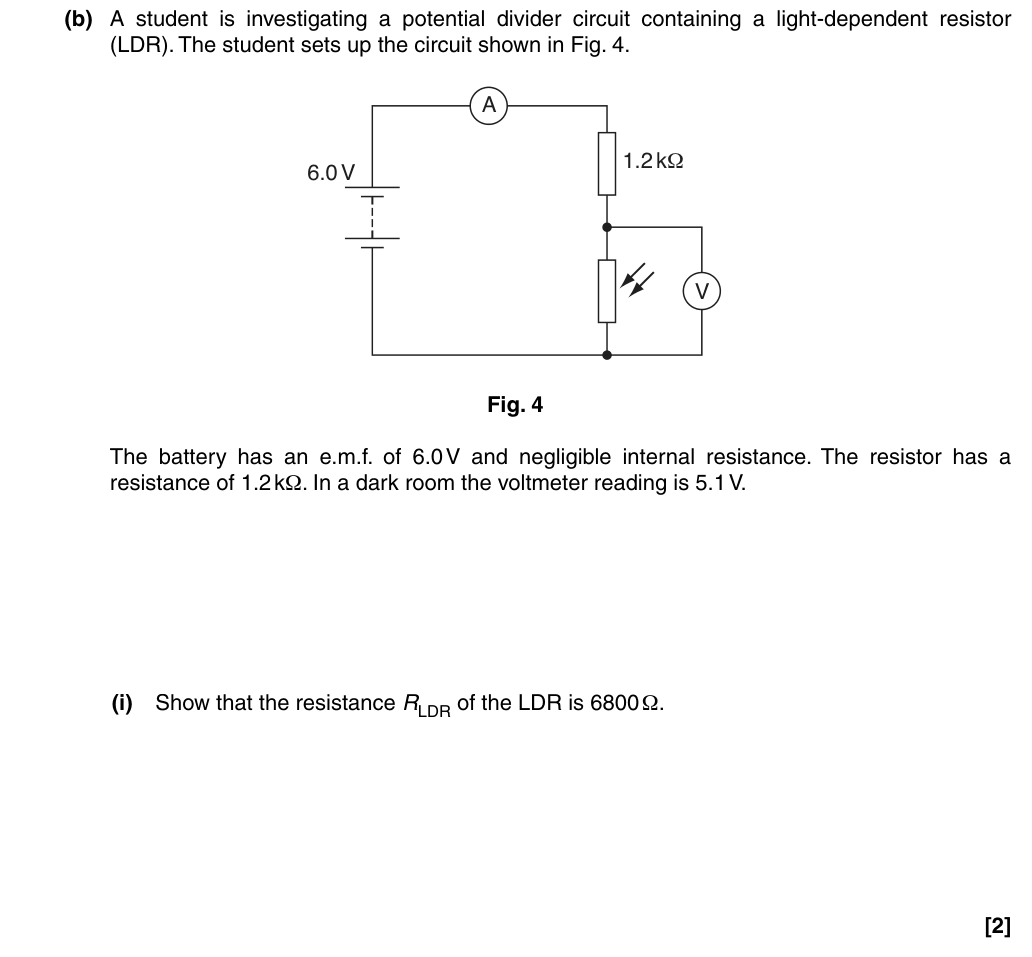 (b) A student is investigating a potential divider circuit containing a light-dependent resistor
(LDR). The student sets up the circuit shown in Fig. 4.
A
1.2 kΩ
6.0 V
V
Fig. 4
The battery has an e.m.f. of 6.0 V and negligible internal resistance. The resistor has a
resistance of 1.2 kΩ. In a dark room the voltmeter reading is 5.1 V.
(i) Show that the resistance R_LDR of the LDR is 6800 Ω.
[2]